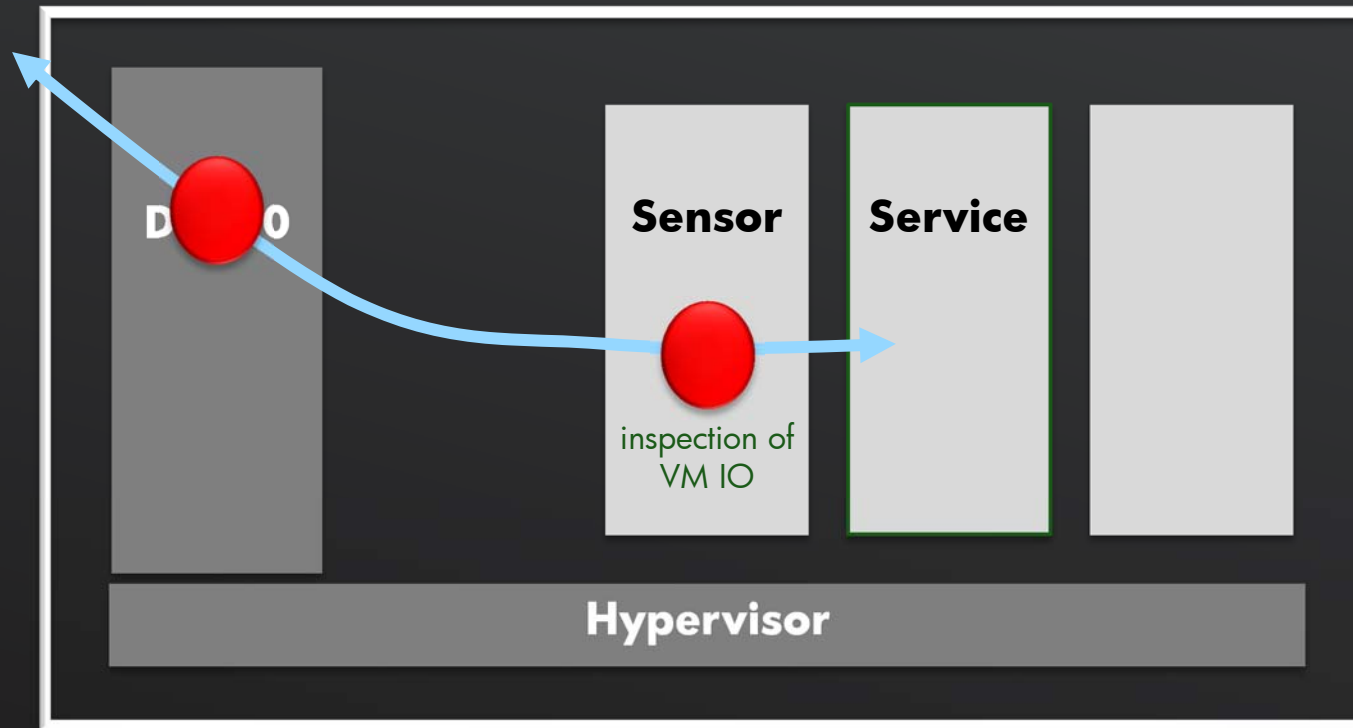 Sensor
Service
inspection of
VM IO
Hypervisor